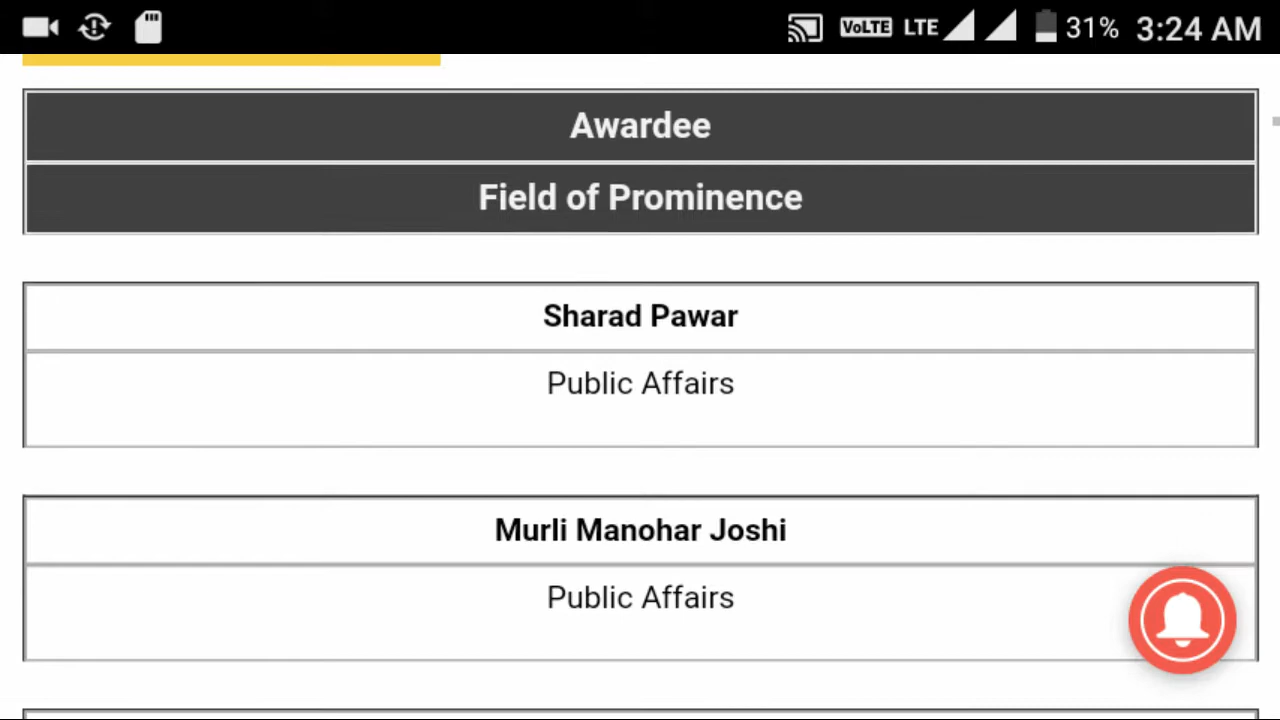 VoLTE LTE 31% 3:24 AM
Awardee
Field of Prominence
Sharad Pawar
Public Affairs
Murli Manohar Joshi
Public Affairs